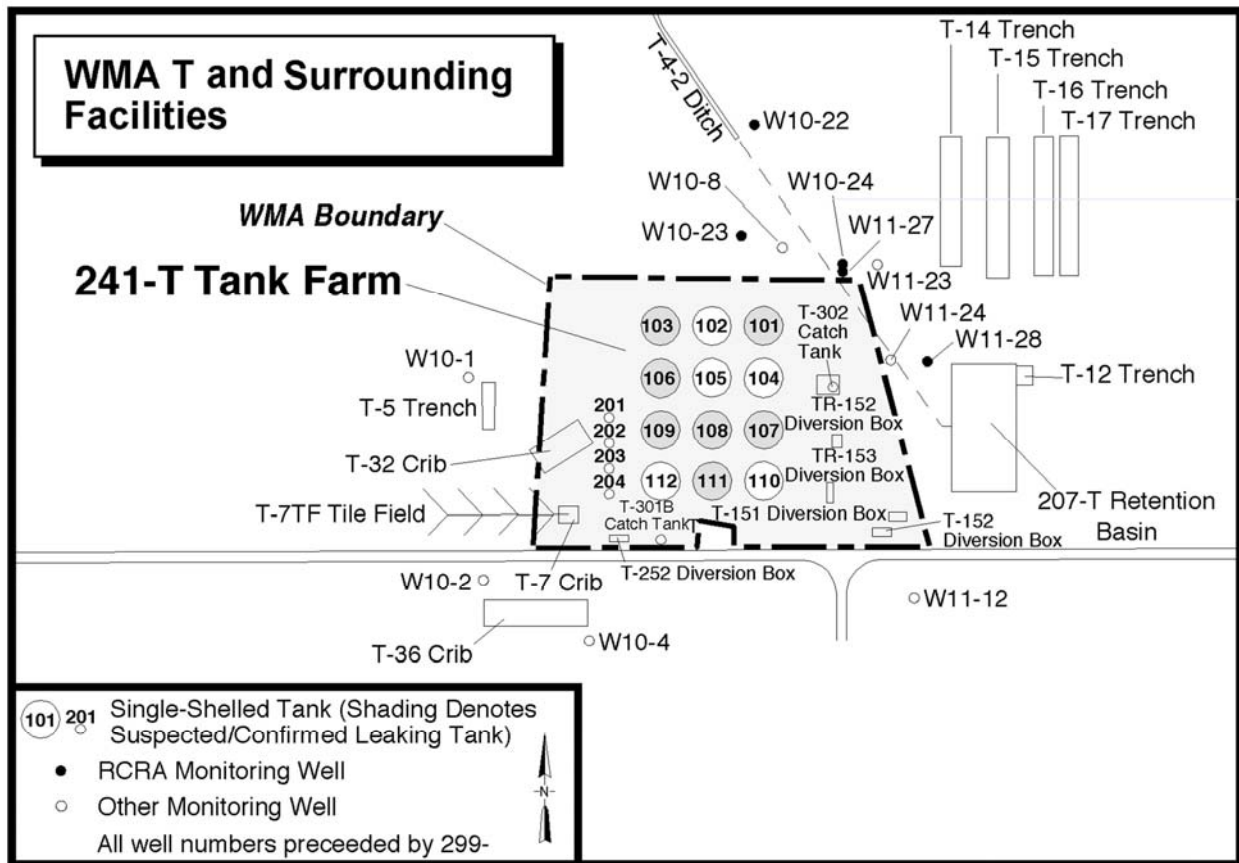 WMA T and Surrounding
Facilities
T-4-2 Ditch
W10-22
T-14 Trench
T-15 Trench
T-16 Trench
T-17 Trench
W10-8
W10-24
WMA Boundary
W10-23
W11-27
241-T Tank Farm
W11-23
103
102
101
T-302
Catch
Tank
W11-24
W11-28
W10-1
106
105
104
T-12 Trench
T-5 Trench
201
TR-152
Diversion Box
202
109
108
107
T-32 Crib
203
TR-153
Diversion Box
204
112
111
110
207-T Retention
Basin
T-7TF Tile Field
T-301B
Catch Tank
T-151 Diversion Box
T-152
Diversion Box
W10-2
T-7 Crib
T-252 Diversion Box
W11-12
T-36 Crib
W10-4
101 201 Single-Shelled Tank (Shading Denotes
Suspected/Confirmed Leaking Tank)
RCRA Monitoring Well
N
Other Monitoring Well
All well numbers preceeded by 299-